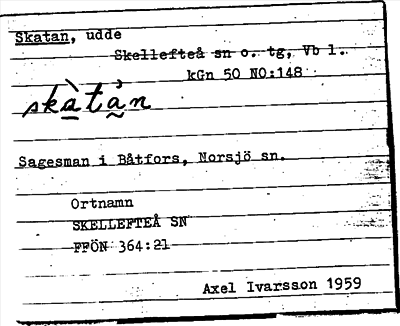 Skatan, udde
Skellefteå sn o. tg, Vb l.
kGn 50 NO:148
skàtån
Sagesman i Båtfors, Norsjö sn.
Ortnamn
SKELLEFTEÅ SN
FFÖN 364:21
Axel Ivarsson 1959